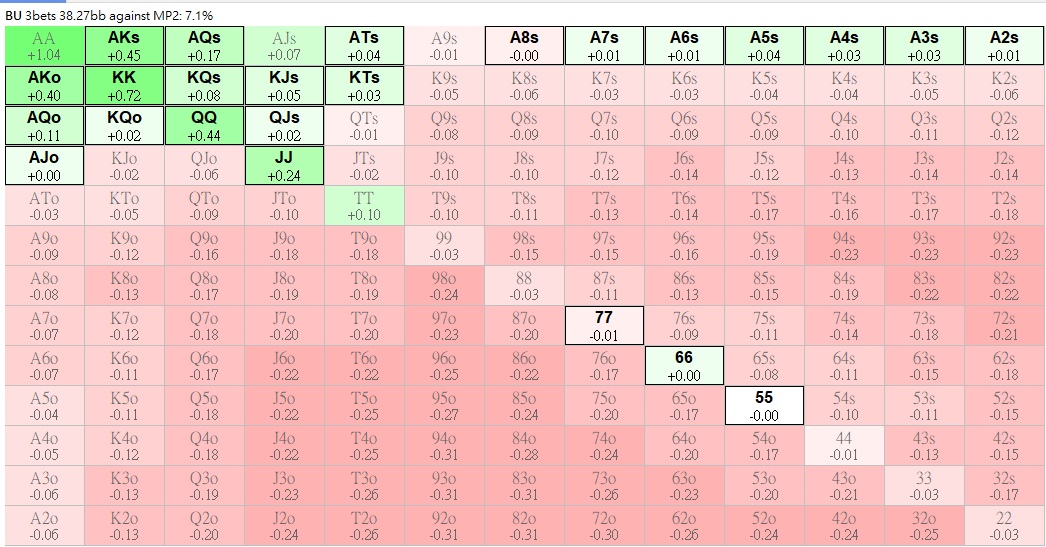 BU 3bets 38.27bb against MP2: 7.1%
AA AKs AQs AJs ATs A9s A8s A7s A6s A5s A4s A3s A2s
+1.04 +0.45 +0.17 +0.07 +0.04 -0.01 -0.00 +0.01 +0.01 +0.04 +0.03 +0.03 +0.01
AKo KK KQs KJs KTs K9s K8s K7s K6s K5s K4s K3s K2s
+0.40 +0.72 +0.08 +0.05 +0.03 -0.05 -0.06 -0.03 -0.03 -0.04 -0.04 -0.05 -0.06
AQo KQo QQ QJs QTs Q9s Q8s Q7s Q6s Q5s Q4s Q3s Q2s
+0.11 +0.02 +0.44 +0.02 -0.01 -0.08 -0.09 -0.10 -0.09 -0.09 -0.10 -0.11 -0.12
AJo KJo QJo JJ JTs J9s J8s J7s J6s J5s J4s J3s J2s
+0.00 -0.02 -0.06 +0.24 -0.02 -0.10 -0.10 -0.12 -0.14 -0.12 -0.13 -0.14 -0.14
ATo KTo QTo JTo TT T9s T8s T7s T6s T5s T4s T3s T2s
-0.03 -0.05 -0.09 -0.10 +0.10 -0.10 -0.11 -0.13 -0.14 -0.17 -0.16 -0.17 -0.18
A9o K9o Q9o J9o T9o 99 98s 97s 96s 95s 94s 93s 92s
-0.09 -0.12 -0.16 -0.18 -0.18 -0.03 -0.15 -0.15 -0.16 -0.19 -0.23 -0.23 -0.23
A8o K8o Q8o J8o T8o 98o 88 87s 86s 85s 84s 83s 82s
-0.08 -0.13 -0.17 -0.19 -0.19 -0.24 -0.03 -0.11 -0.13 -0.15 -0.19 -0.22 -0.22
A7o K7o Q7o J7o T7o 97o 87o 77 76s 75s 74s 73s 72s
-0.07 -0.12 -0.18 -0.20 -0.20 -0.23 -0.20 -0.01 -0.09 -0.11 -0.14 -0.18 -0.21
A6o K6o Q6o J6o T6o 96o 86o 76o 66 65s 64s 63s 62s
-0.07 -0.11 -0.17 -0.22 -0.22 -0.25 -0.22 -0.17 +0.00 -0.08 -0.11 -0.15 -0.18
A5o K5o Q5o J5o T5o 95o 85o 75o 65o 55 54s 53s 52s
-0.04 -0.11 -0.18 -0.22 -0.25 -0.27 -0.24 -0.20 -0.17 -0.00 -0.10 -0.11 -0.15
A4o K4o Q4o J4o T4o 94o 84o 74o 64o 54o 44 43s 42s
-0.05 -0.12 -0.18 -0.22 -0.25 -0.31 -0.28 -0.24 -0.20 -0.17 -0.01 -0.13 -0.15
A3o K3o Q3o J3o T3o 93o 83o 73o 63o 53o 43o 33 32s
-0.06 -0.13 -0.19 -0.23 -0.26 -0.31 -0.31 -0.26 -0.23 -0.20 -0.21 -0.03 -0.17
A2o K2o Q2o J2o T2o 92o 82o 72o 62o 52o 42o 32o 22
-0.06 -0.13 -0.20 -0.24 -0.26 -0.31 -0.31 -0.30 -0.26 -0.24 -0.24 -0.25 -0.03